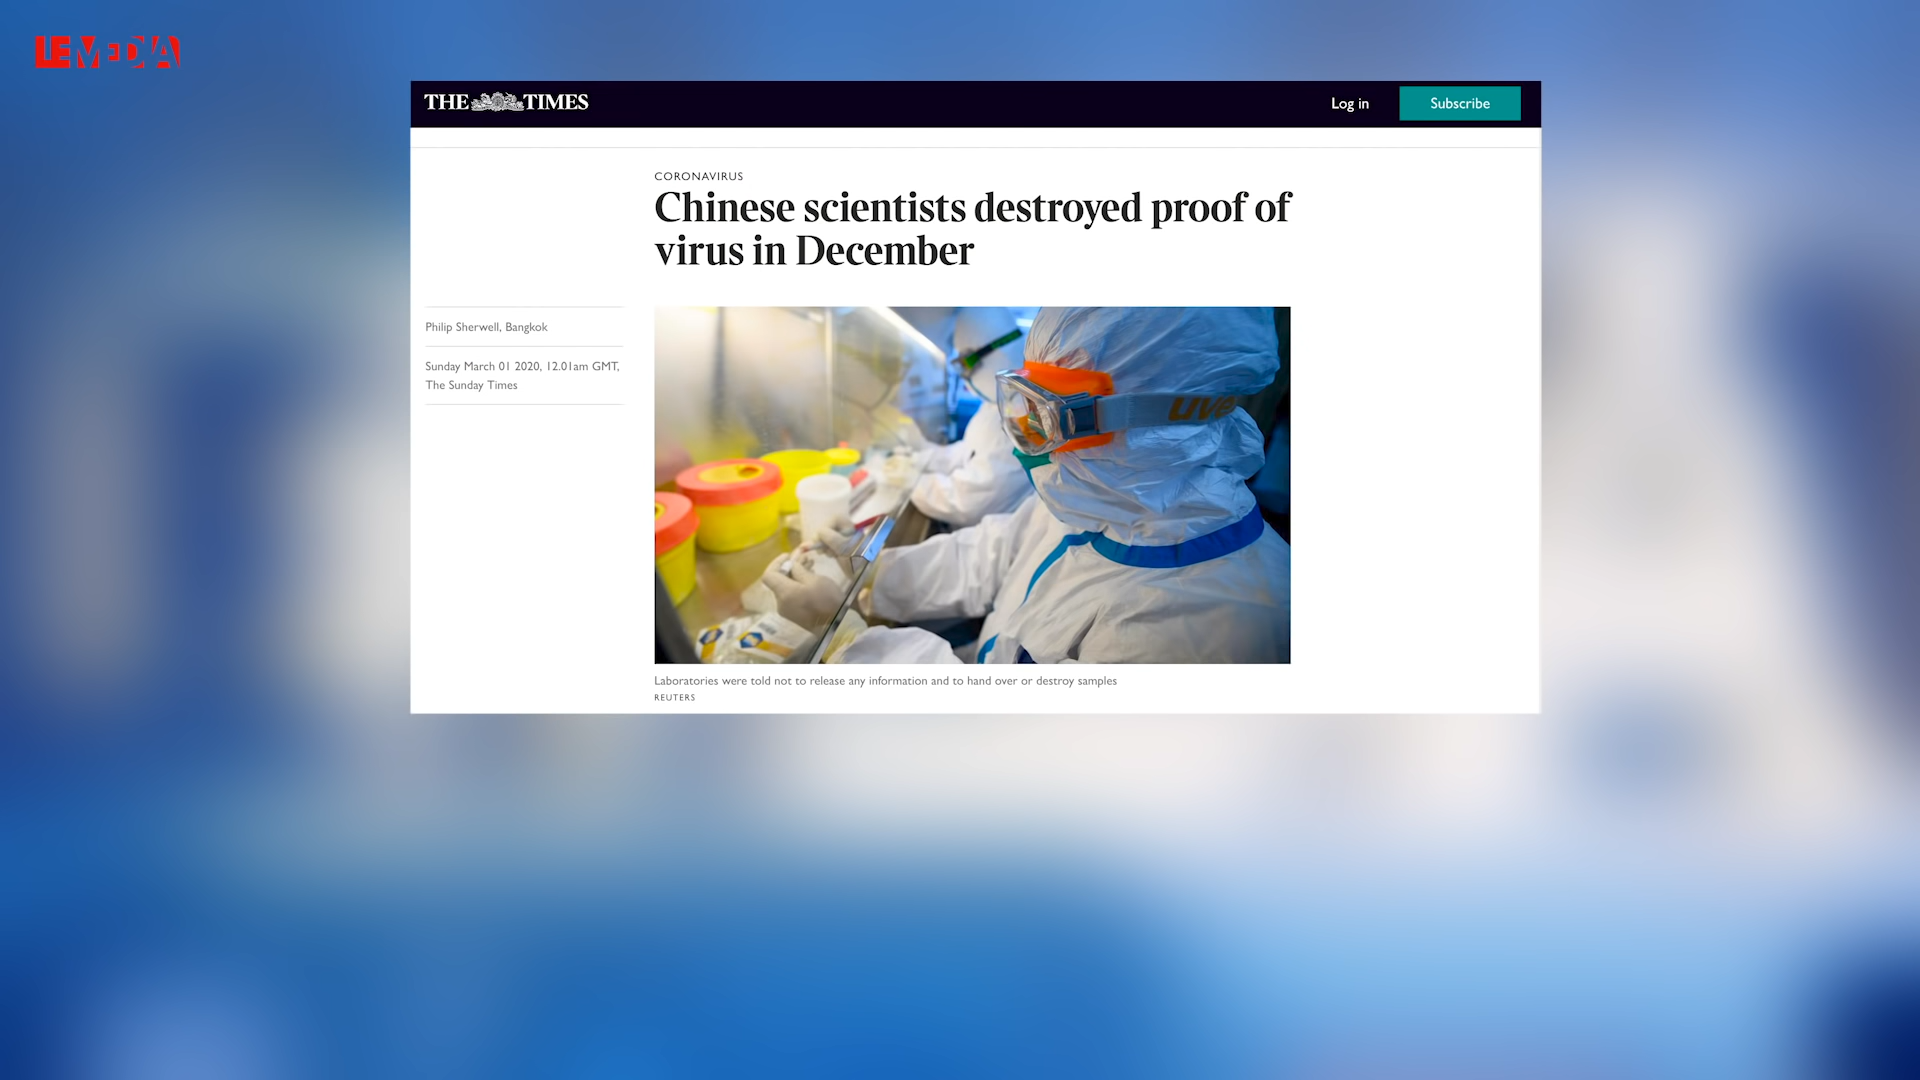 LEMEDIA
THE TIMES
Log in
Subscribe
CORONAVIRUS
Chinese scientists destroyed proof of
virus in December
Philip Sherwell, Bangkok
Sunday March 01 2020, 12.01am GMT,
The Sunday Times
uvex
Laboratories were told not to release any information and to hand over or destroy samples
REUTERS